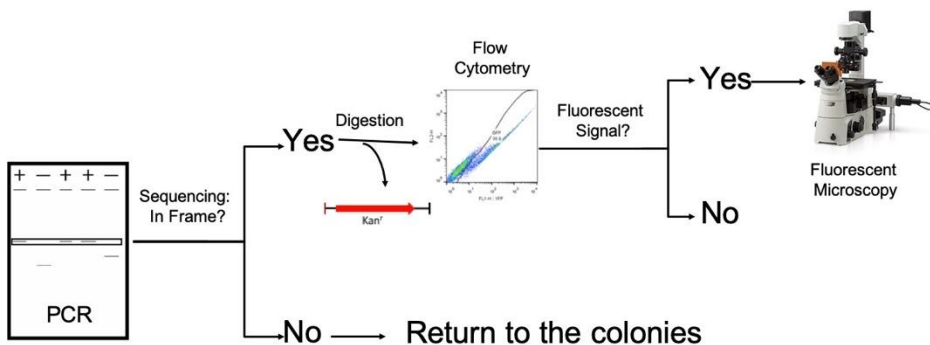 + − + + −
PCR
Sequencing:
In Frame?
Yes
Digestion
Kanʳ
Flow
Cytometry
Fluorescent
Signal?
Yes
Fluorescent
Microscopy
No
No
Return to the colonies